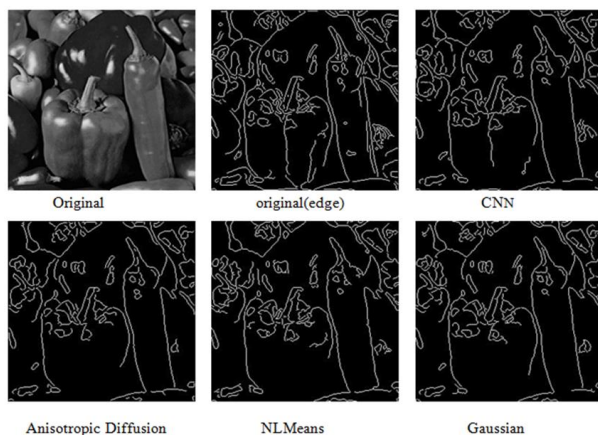 Original
original(edge)
CNN
Anisotropic Diffusion
NLMeans
Gaussian